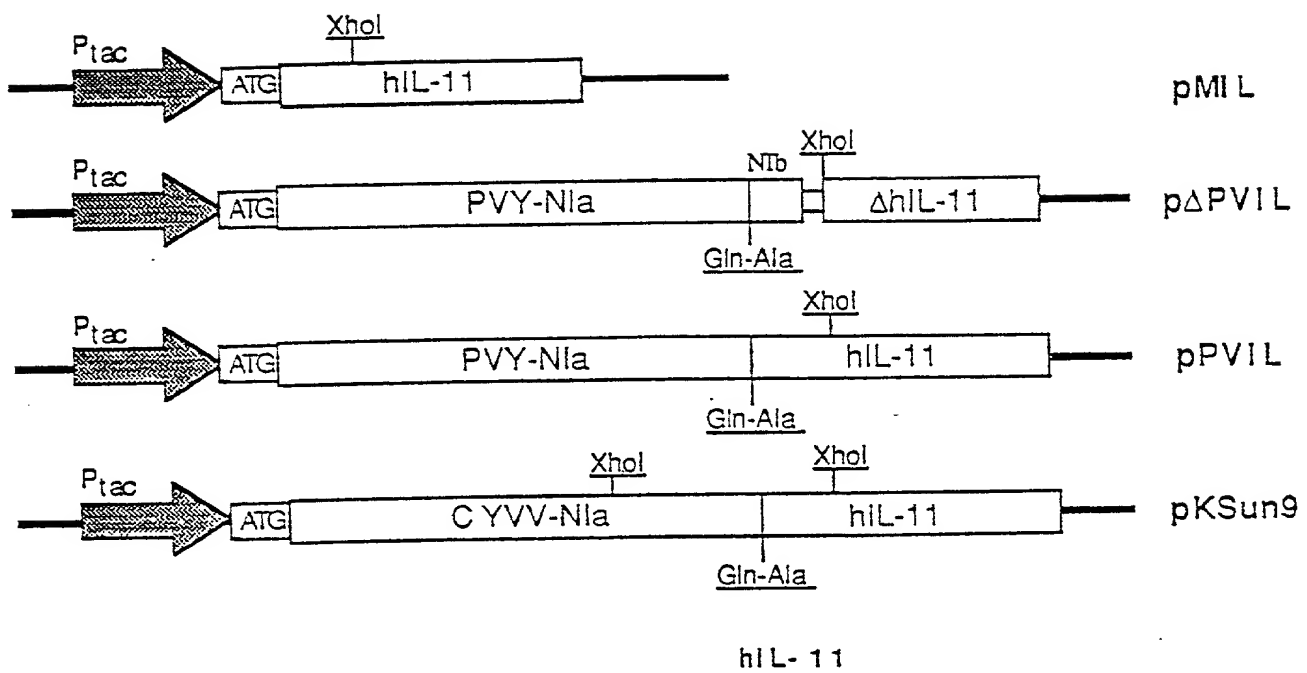 XhoI
Ptac
ATG hIL-11 pMIL
XhoI
Ptac NIb
ATG PVY-NIa ΔhIL-11 pΔPVIL
Gln-Ala
XhoI
Ptac
ATG PVY-NIa hIL-11 pPVIL
Gln-Ala
XhoI XhoI
Ptac
ATG CYVV-NIa hIL-11 pKSun9
Gln-Ala
hIL-11